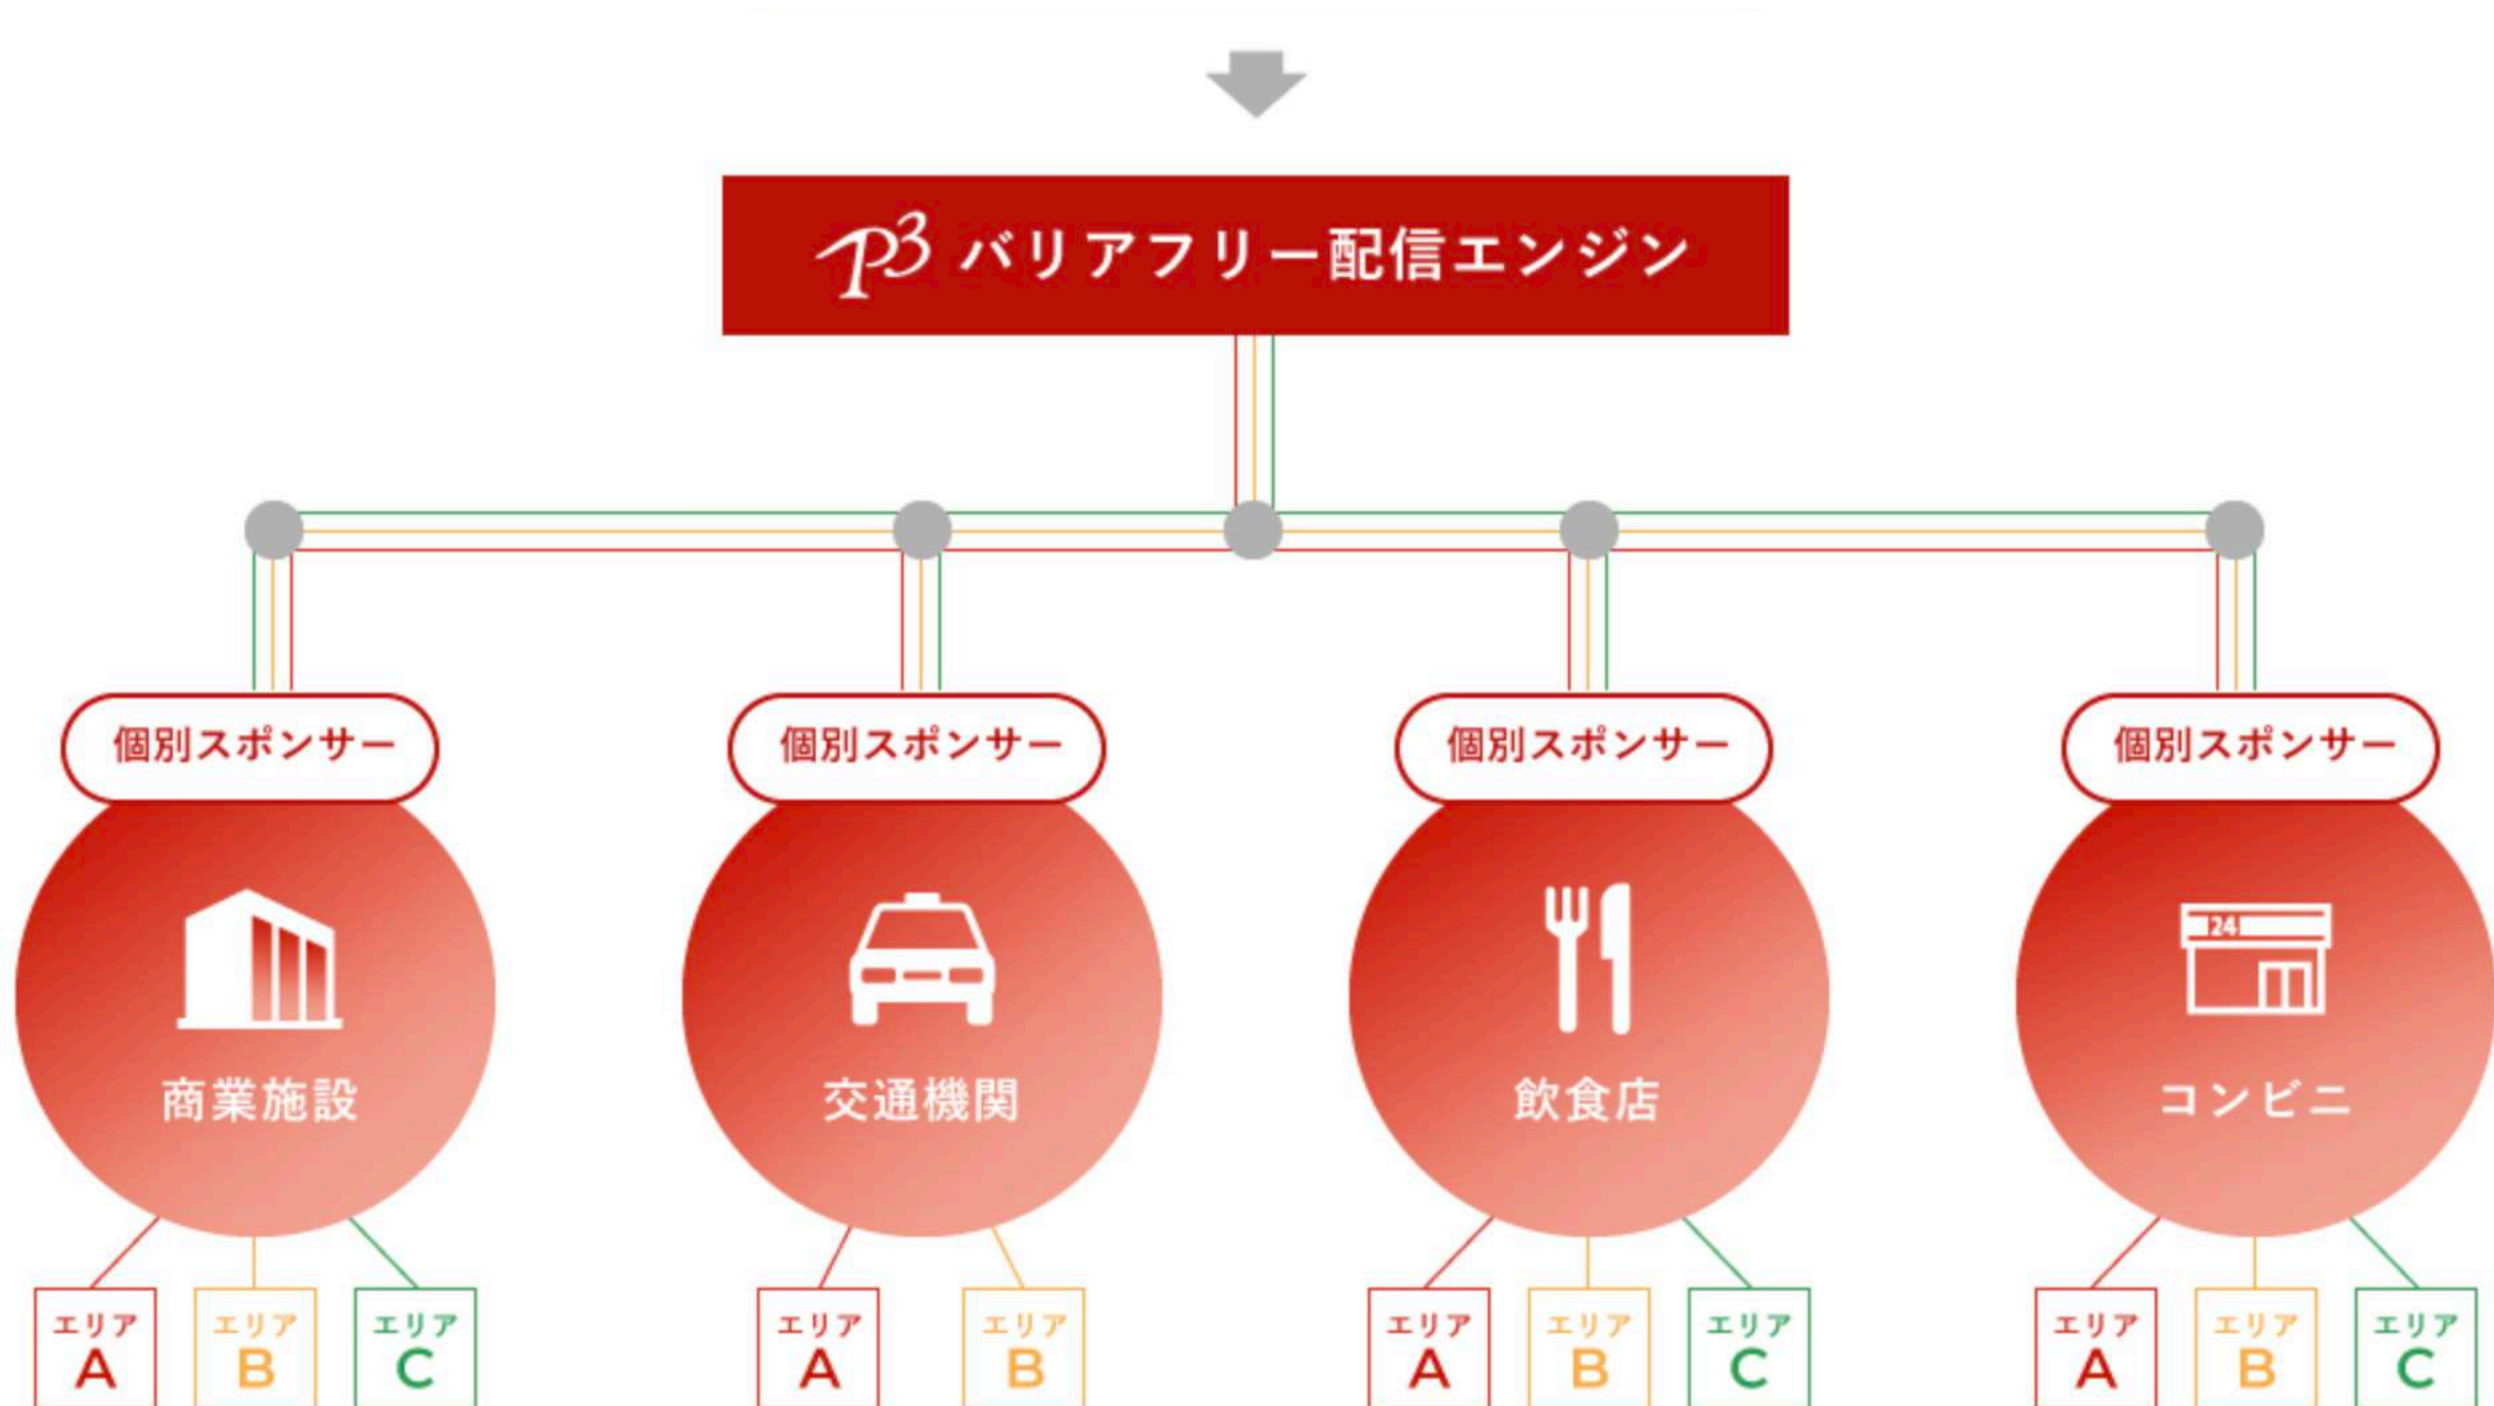 P3 バリアフリー配信エンジン
個別スポンサー
個別スポンサー
個別スポンサー
個別スポンサー
24
商業施設
交通機関
飲食店
コンビニ
エリア
A
エリア
B
エリア
C
エリア
A
エリア
B
エリア
A
エリア
B
エリア
C
エリア
A
エリア
B
エリア
C